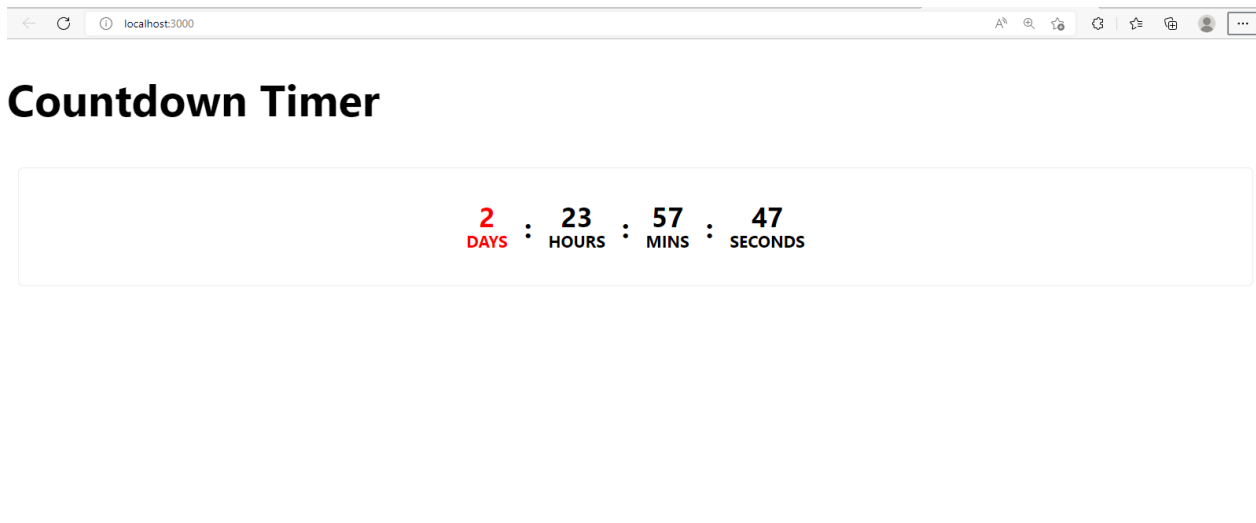 localhost:3000
Countdown Timer
2 : 23 : 57 : 47
DAYS HOURS MINS SECONDS